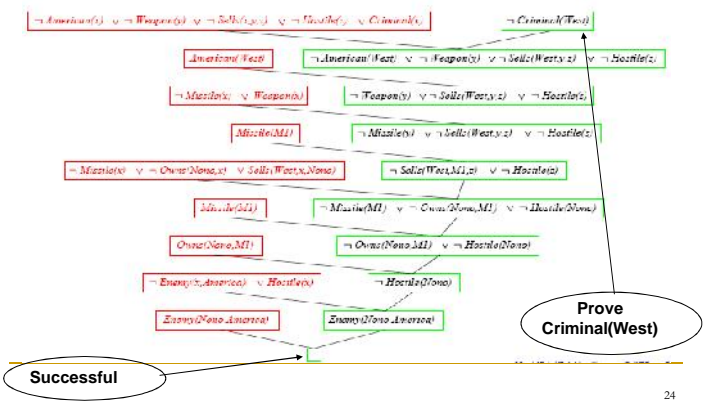 ¬ American(x) ∨ ¬ Weapon(y) ∨ ¬ Sells(x,y,z) ∨ ¬ Hostile(z) ∨ Criminal(x)
¬ Criminal(West)
American(West)
¬ American(West) ∨ ¬ Weapon(y) ∨ ¬ Sells(West,y,z) ∨ ¬ Hostile(z)
¬ Missile(x) ∨ Weapon(x)
¬ Weapon(y) ∨ ¬ Sells(West,y,z) ∨ ¬ Hostile(z)
Missile(M1)
¬ Missile(y) ∨ ¬ Sells(West,y,z) ∨ ¬ Hostile(z)
¬ Missile(x) ∨ ¬ Owns(Nono,x) ∨ Sells(West,x,Nono)
¬ Sells(West,M1,z) ∨ ¬ Hostile(z)
Missile(M1)
¬ Missile(M1) ∨ ¬ Owns(Nono,M1) ∨ ¬ Hostile(Nono)
Owns(Nono,M1)
¬ Owns(Nono,M1) ∨ ¬ Hostile(Nono)
¬ Enemy(x,America) ∨ Hostile(x)
¬ Hostile(Nono)
Enemy(Nono,America)
Enemy(Nono,America)
Prove
Criminal(West)
Successful
24